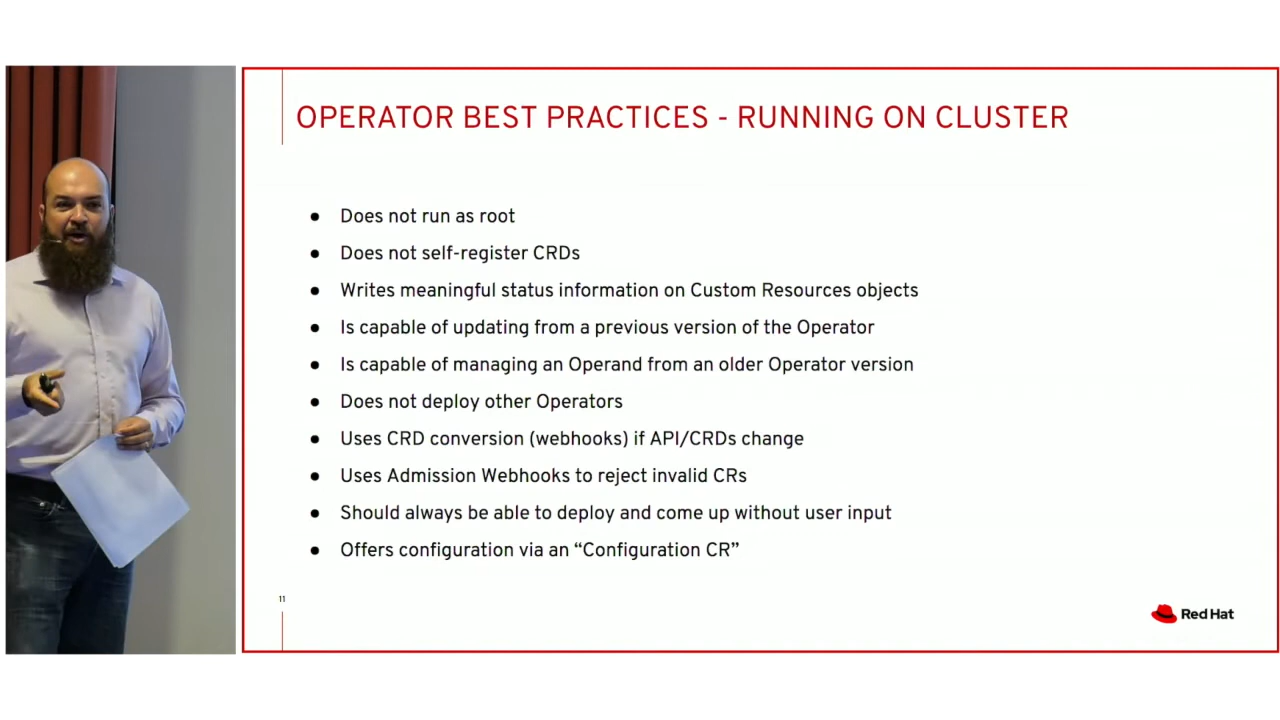 OPERATOR BEST PRACTICES - RUNNING ON CLUSTER
● Does not run as root
● Does not self-register CRDs
● Writes meaningful status information on Custom Resources objects
● Is capable of updating from a previous version of the Operator
● Is capable of managing an Operand from an older Operator version
● Does not deploy other Operators
● Uses CRD conversion (webhooks) if API/CRDs change
● Uses Admission Webhooks to reject invalid CRs
● Should always be able to deploy and come up without user input
● Offers configuration via an “Configuration CR”
11
Red Hat